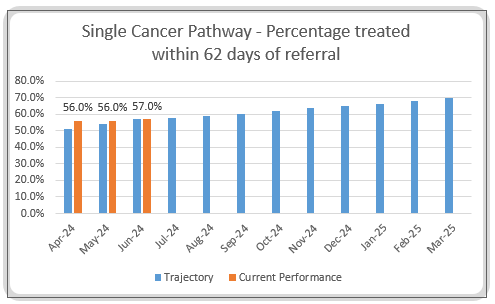 Single Cancer Pathway - Percentage treated
within 62 days of referral
80.0%
70.0%
60.0%
50.0%
40.0%
30.0%
20.0%
10.0%
0.0%
56.0% 56.0% 57.0%
Apr-24 May-24 Jun-24 Jul-24 Aug-24 Sep-24 Oct-24 Nov-24 Dec-24 Jan-25 Feb-25 Mar-25
Trajectory Current Performance